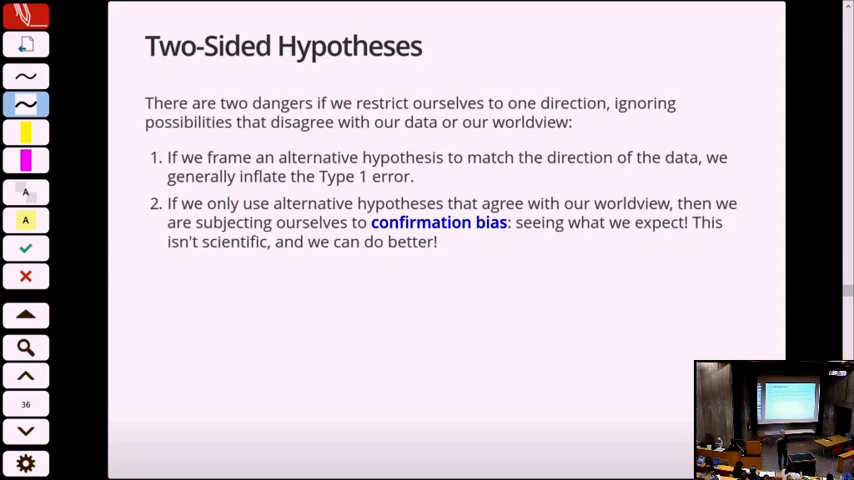 Two-Sided Hypotheses
There are two dangers if we restrict ourselves to one direction, ignoring
possibilities that disagree with our data or our worldview:
1. If we frame an alternative hypothesis to match the direction of the data, we
generally inflate the Type 1 error.
2. If we only use alternative hypotheses that agree with our worldview, then we
are subjecting ourselves to confirmation bias: seeing what we expect! This
isn't scientific, and we can do better!
A
A
36